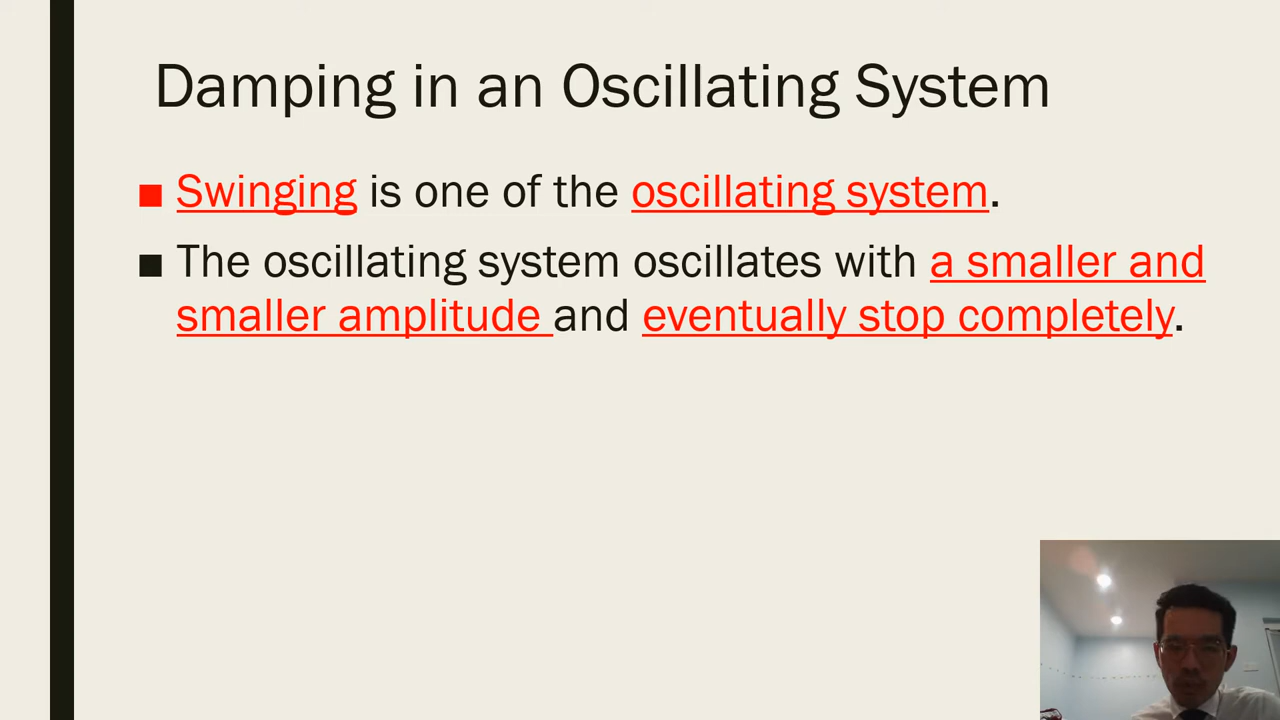 Damping in an Oscillating System
■ Swinging is one of the oscillating system.
■ The oscillating system oscillates with a smaller and
smaller amplitude and eventually stop completely.